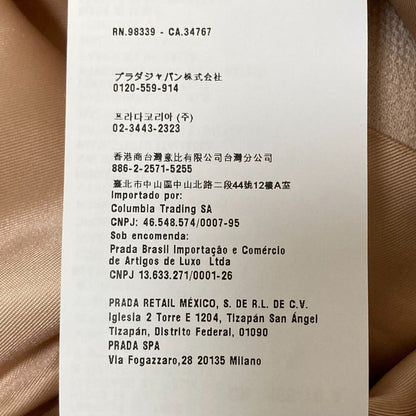 RN.98339 - CA.34767
プラダジャパン株式会社
0120-559-914
프라다코리아 (주)
02-3443-2323
香港商台灣意比有限公司台灣分公司
886-2-2571-5255
臺北市中山區中山北路二段44號12樓A室
Importado por:
Columbia Trading SA
CNPJ: 46.548.574/0007-95
Sob encomenda:
Prada Brasil Importação e Comércio
de Artigos de Luxo Ltda
CNPJ 13.633.271/0001-26
PRADA RETAIL MÉXICO, S. DE R.L. DE C.V.
Iglesia 2 Torre E 1204, Tizapán San Ángel
Tizapán, Distrito Federal, 01090
PRADA SPA
Via Fogazzaro,28 20135 Milano